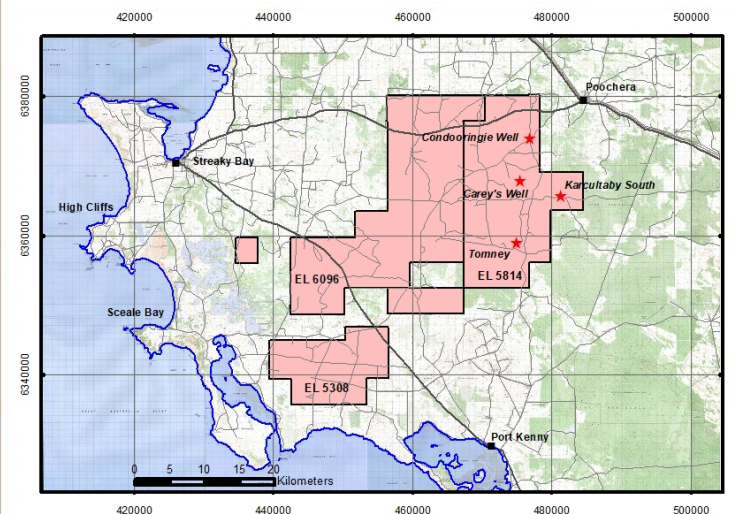 420000 440000 460000 480000 500000
6380000
Poochera
Condooringie Well
Streaky Bay
Karcultaby South
Carey's Well
High Cliffs
6360000
Tomney
EL 6096
EL 5814
Sceale Bay
6340000
EL 5308
Port Kenny
0 5 10 15 20
Kilometers
420000 440000 460000 480000 500000